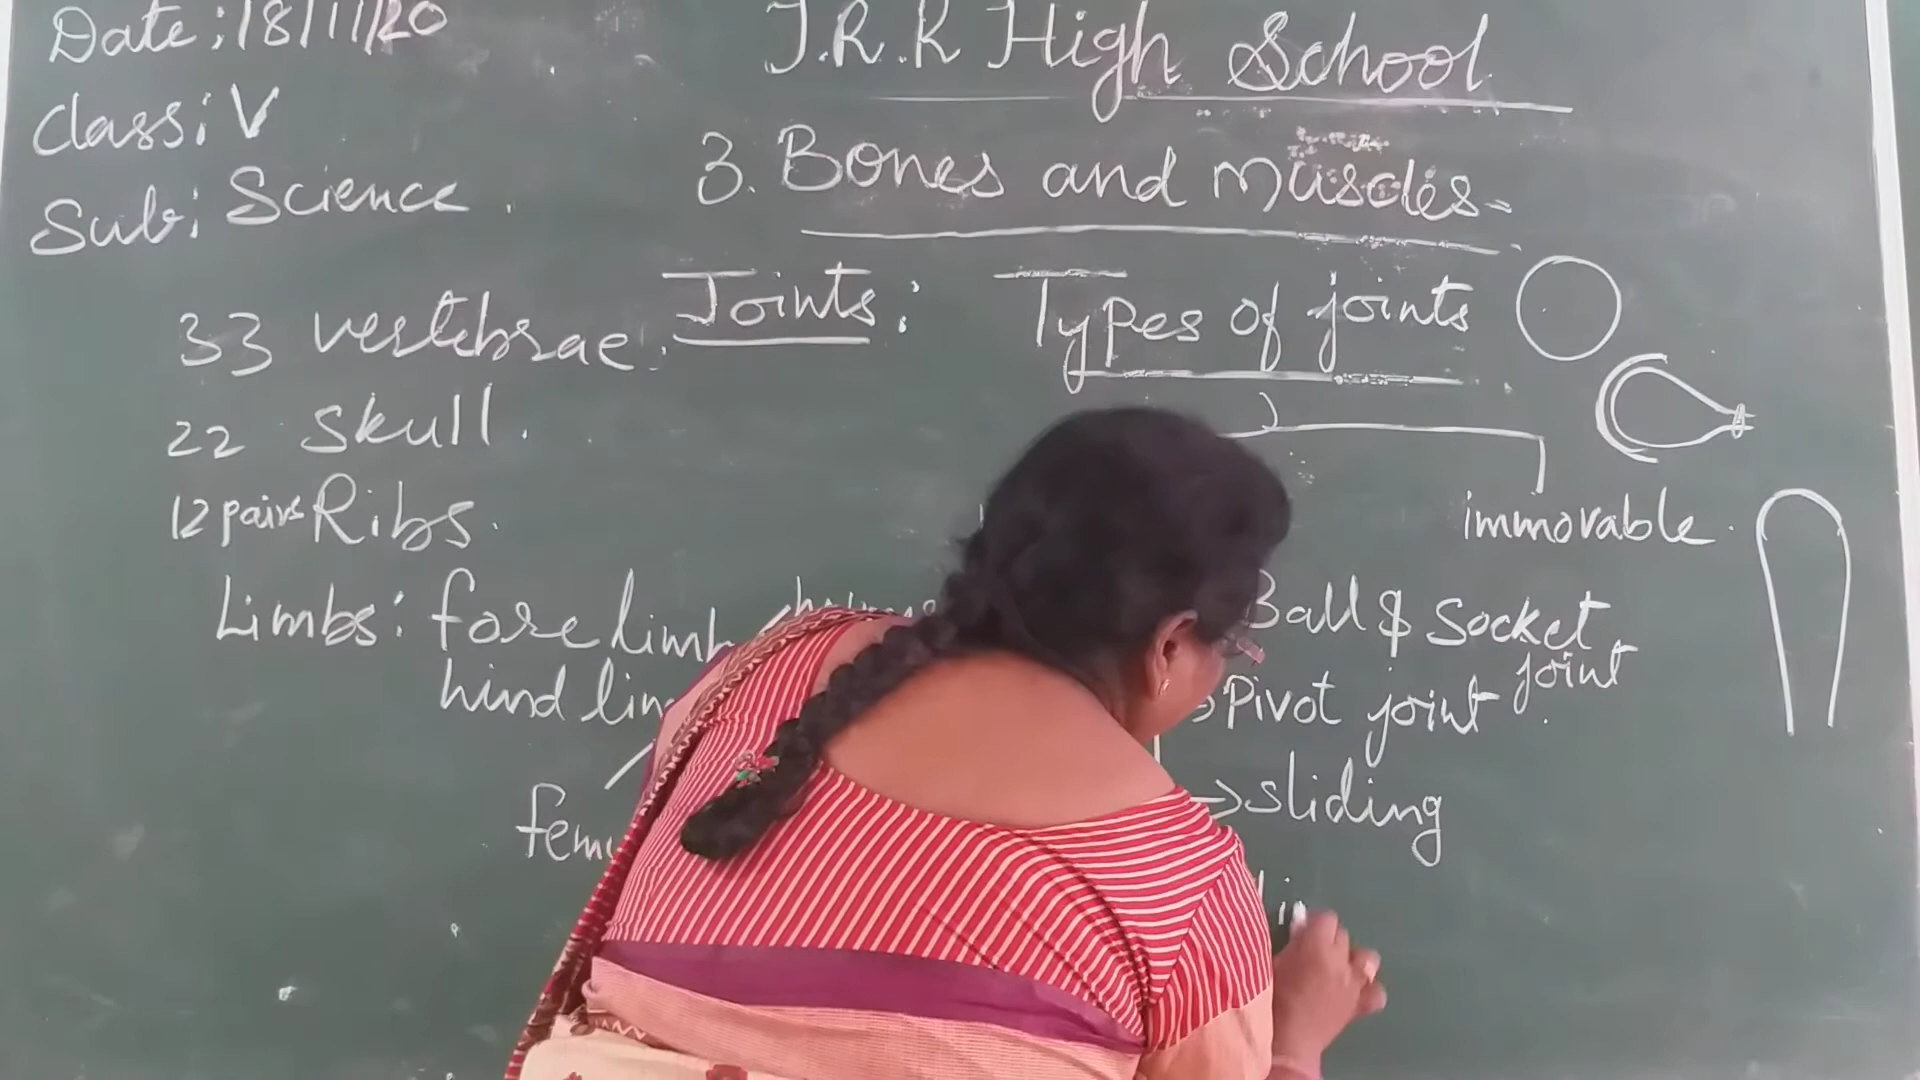 Date: 18/11/20
J.R.R High School
Class: V
Sub: Science.
3. Bones and Muscles
Joints: Types of joints
33 vertebrae.
22 Skull.
12 pairs Ribs.
immovable.
Limbs: fore limb
hind lim
Ball & Socket joint
Pivot joint
sliding